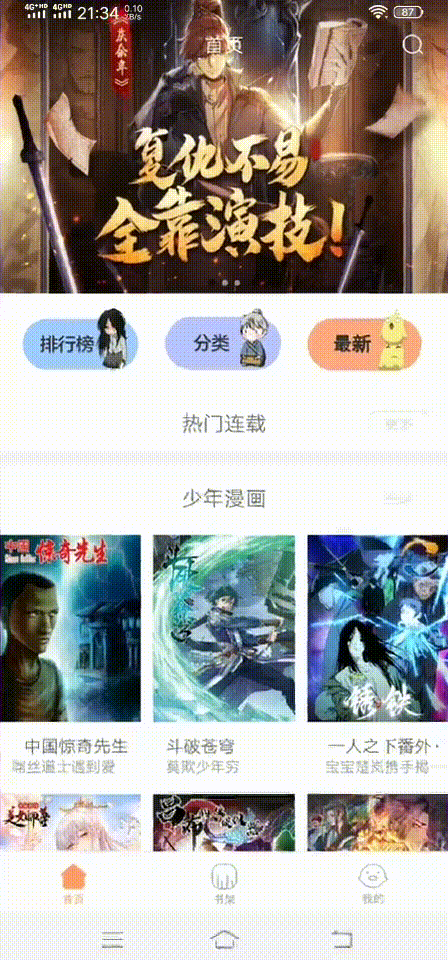 4G+HD 4G HD 21:34 0.10 KB/s 87
庆余年
首页
复仇不易
全靠演技!
排行榜
分类
最新
热门连载
更多
少年漫画
中国
惊奇先生
锈铁
中国惊奇先生
斗破苍穹
一人之下番外·
屌丝道士遇到爱
莫欺少年穷
宝宝楚岚携手揭一
首页
书架
我的